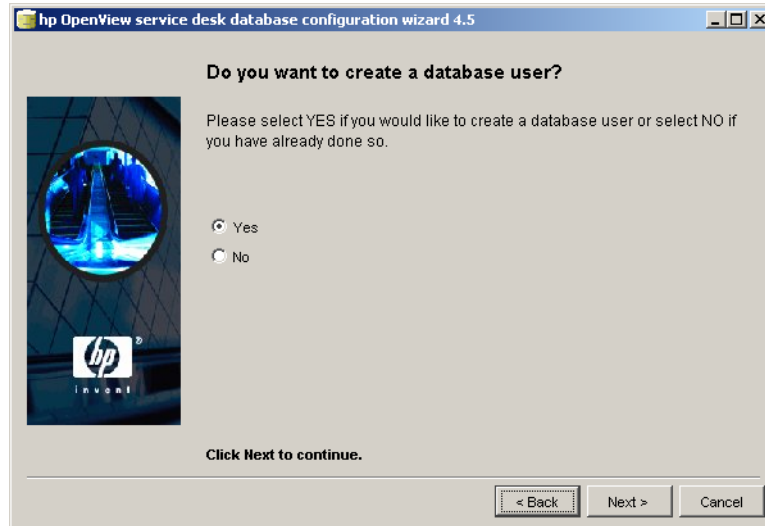 hp OpenView service desk database configuration wizard 4.5
Do you want to create a database user?
Please select YES if you would like to create a database user or select NO if
you have already done so.
Yes
No
hp
®
invent
Click Next to continue.
< Back
Next >
Cancel